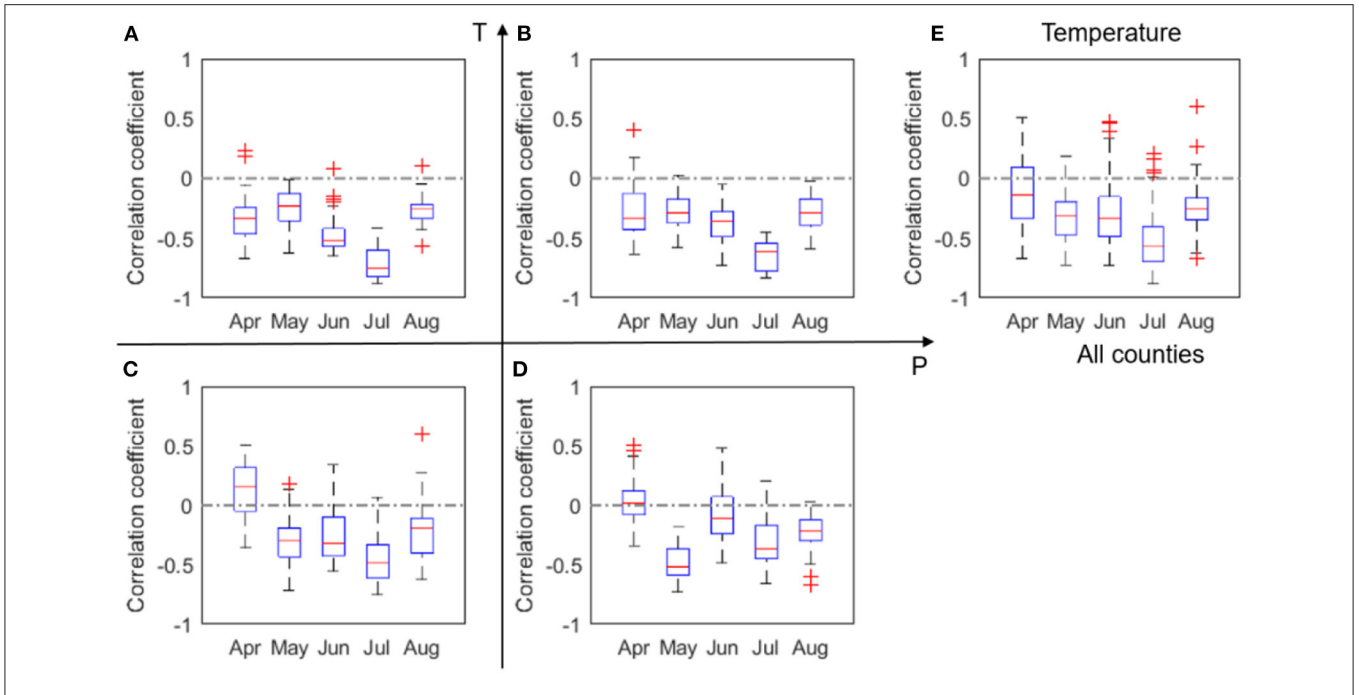 A
T
B
E
Temperature
Correlation coefficient
1
0.5
0
-0.5
-1
Apr May Jun Jul Aug
Correlation coefficient
1
0.5
0
-0.5
-1
Apr May Jun Jul Aug
Correlation coefficient
1
0.5
0
-0.5
-1
Apr May Jun Jul Aug
P
All counties
C
Correlation coefficient
1
0.5
0
-0.5
-1
Apr May Jun Jul Aug
D
Correlation coefficient
1
0.5
0
-0.5
-1
Apr May Jun Jul Aug